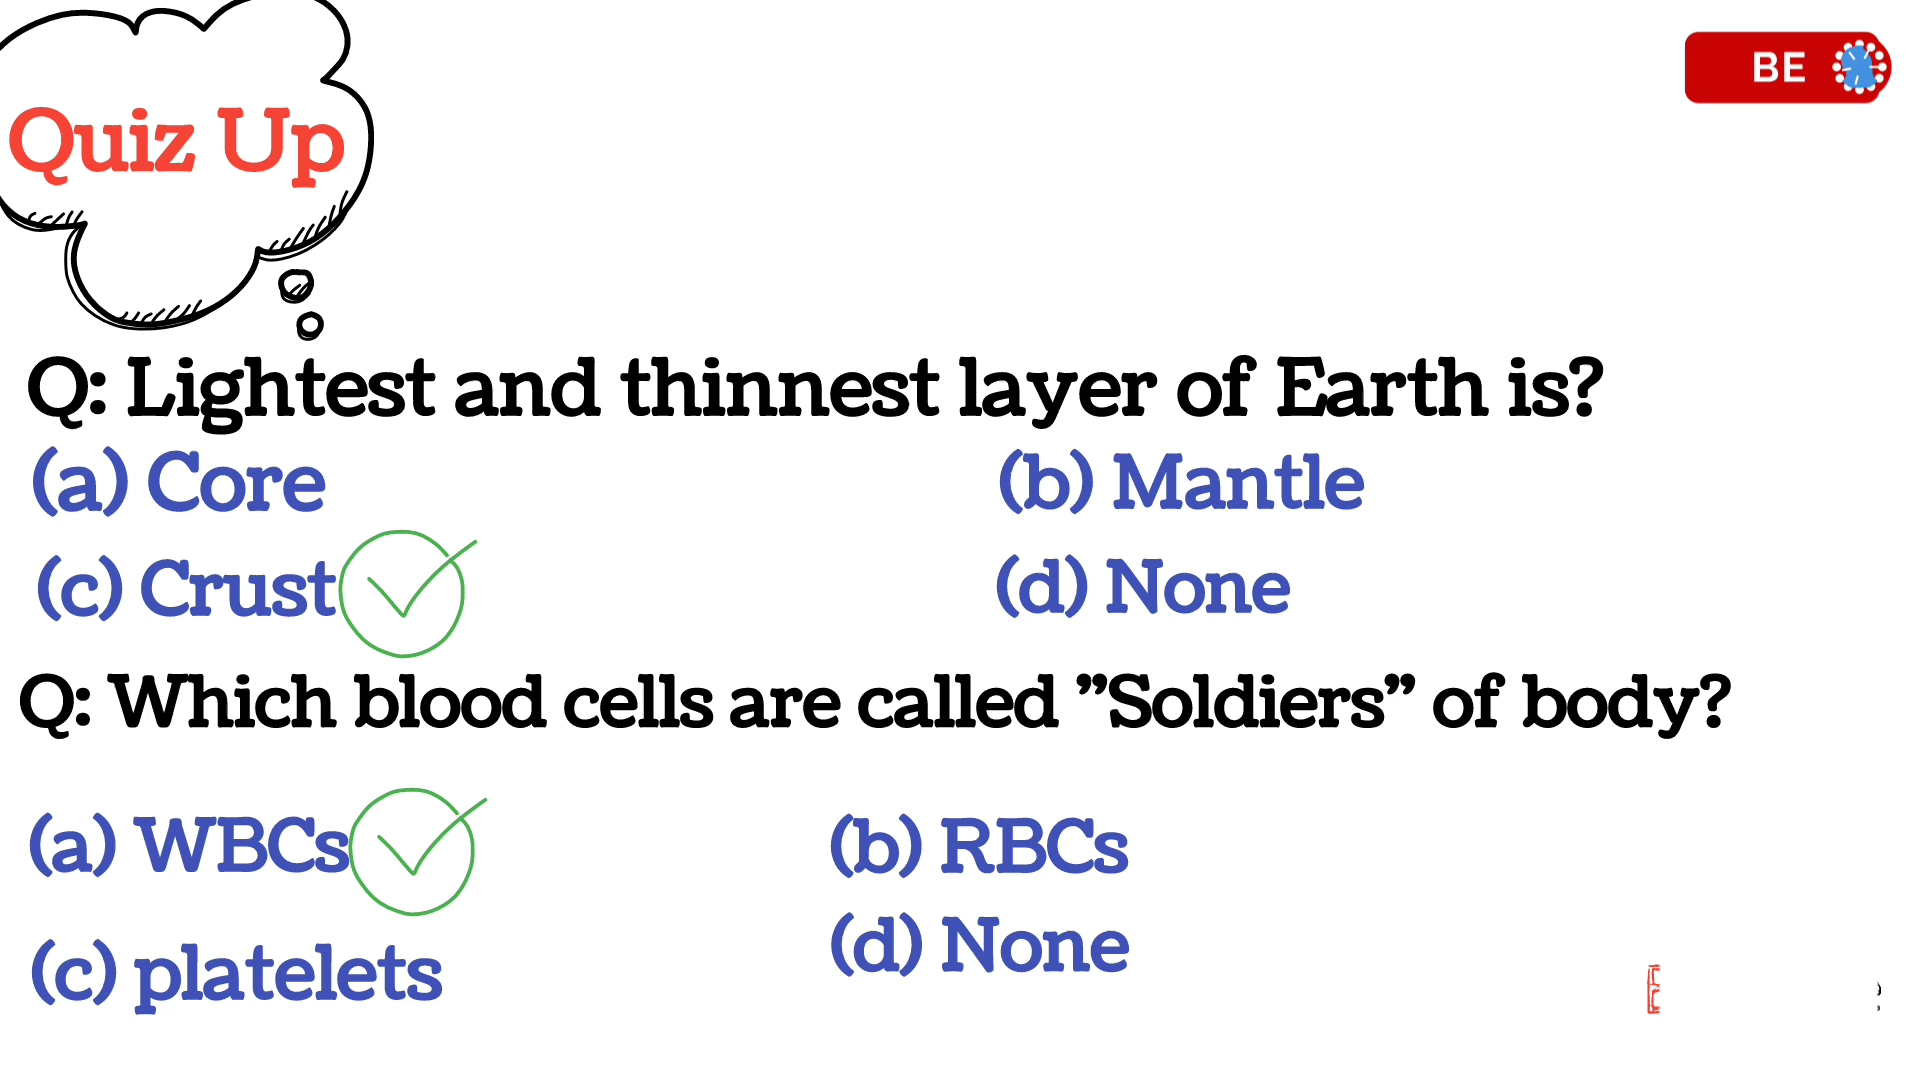 Quiz Up
BE
Q: Lightest and thinnest layer of Earth is?
(a) Core (b) Mantle
(c) Crust (d) None
Q: Which blood cells are called ”Soldiers” of body?
(a) WBCs (b) RBCs
(c) platelets (d) None